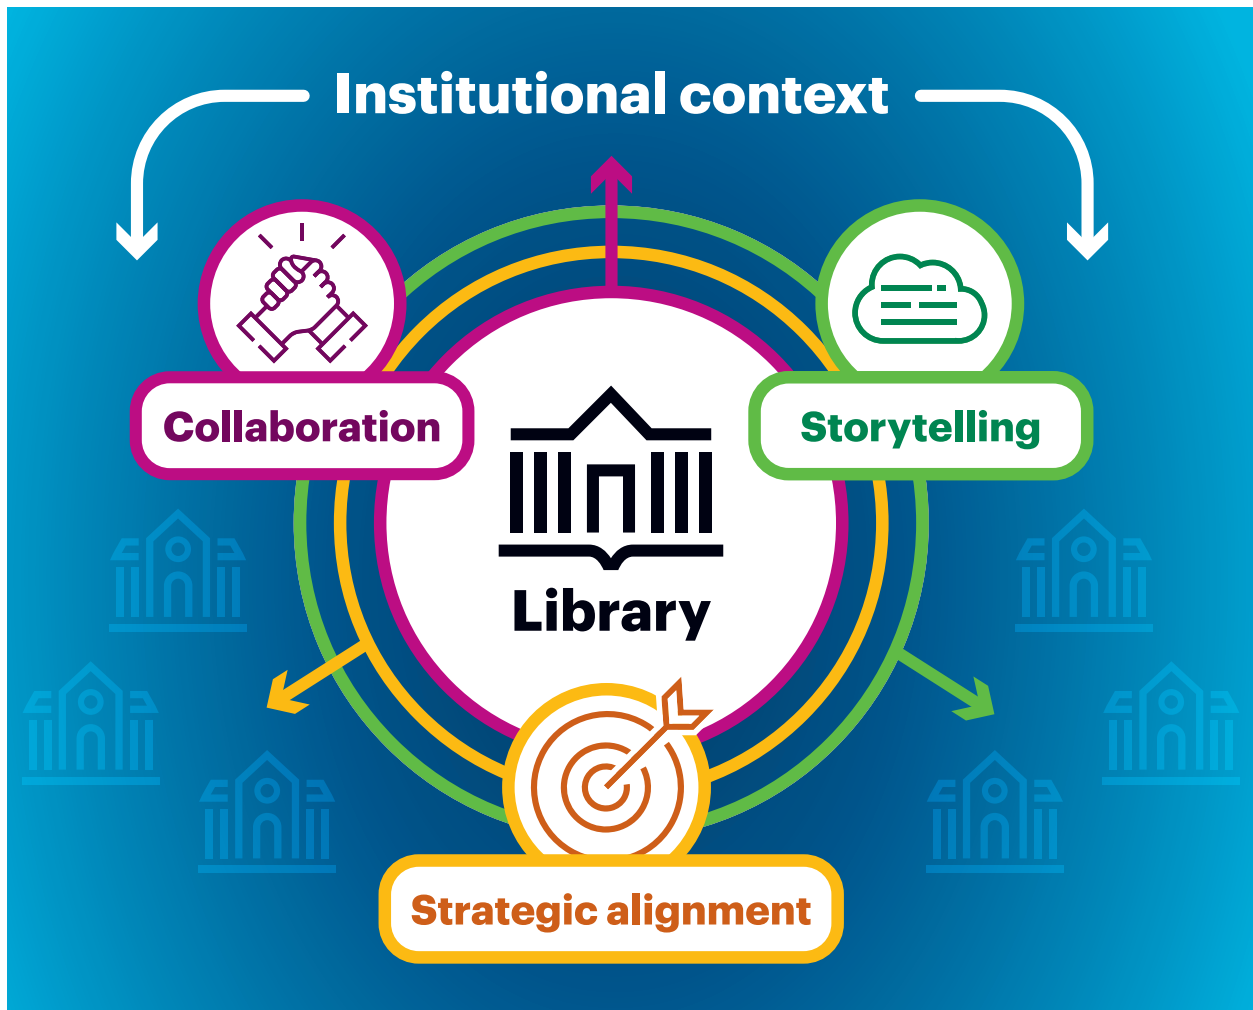 Institutional context
Collaboration
Storytelling
Library
Strategic alignment